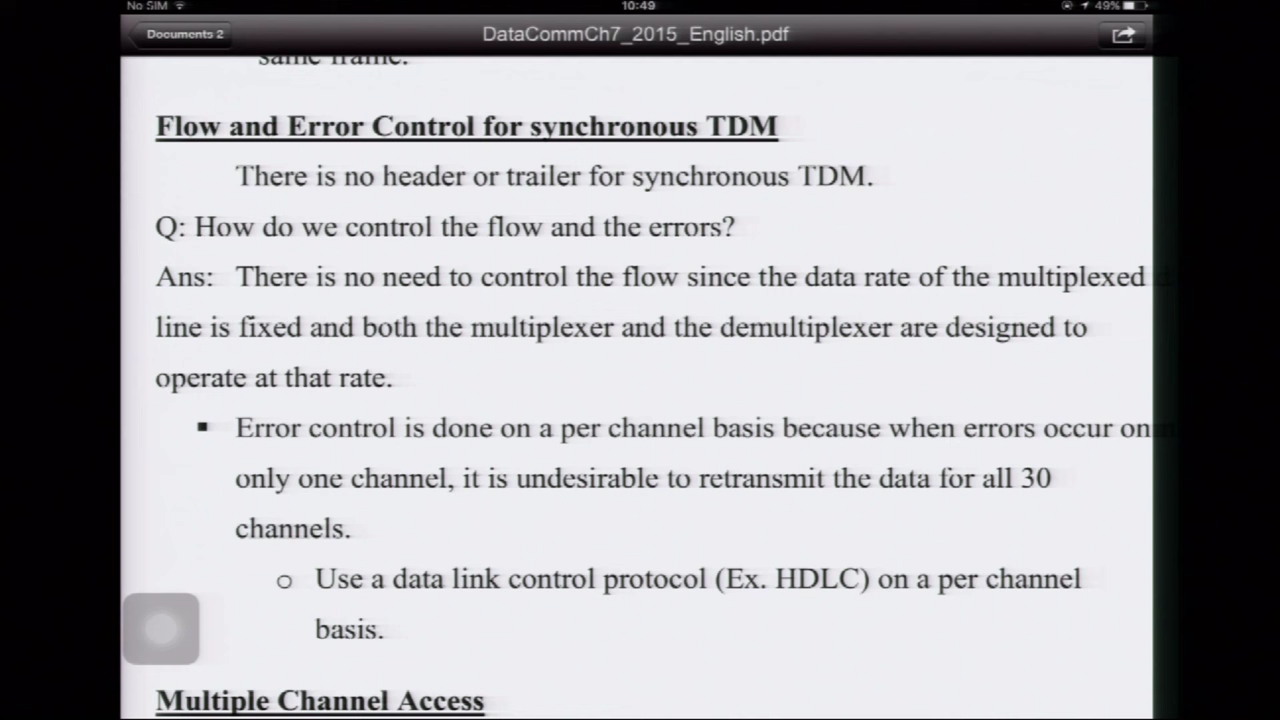 No SIM 10:49 49%
Documents 2 DataCommCh7_2015_English.pdf
same frame.
Flow and Error Control for synchronous TDM
There is no header or trailer for synchronous TDM.
Q: How do we control the flow and the errors?
Ans: There is no need to control the flow since the data rate of the multiplexed
line is fixed and both the multiplexer and the demultiplexer are designed to
operate at that rate.
▪ Error control is done on a per channel basis because when errors occur on
only one channel, it is undesirable to retransmit the data for all 30
channels.
o Use a data link control protocol (Ex. HDLC) on a per channel
basis.
Multiple Channel Access